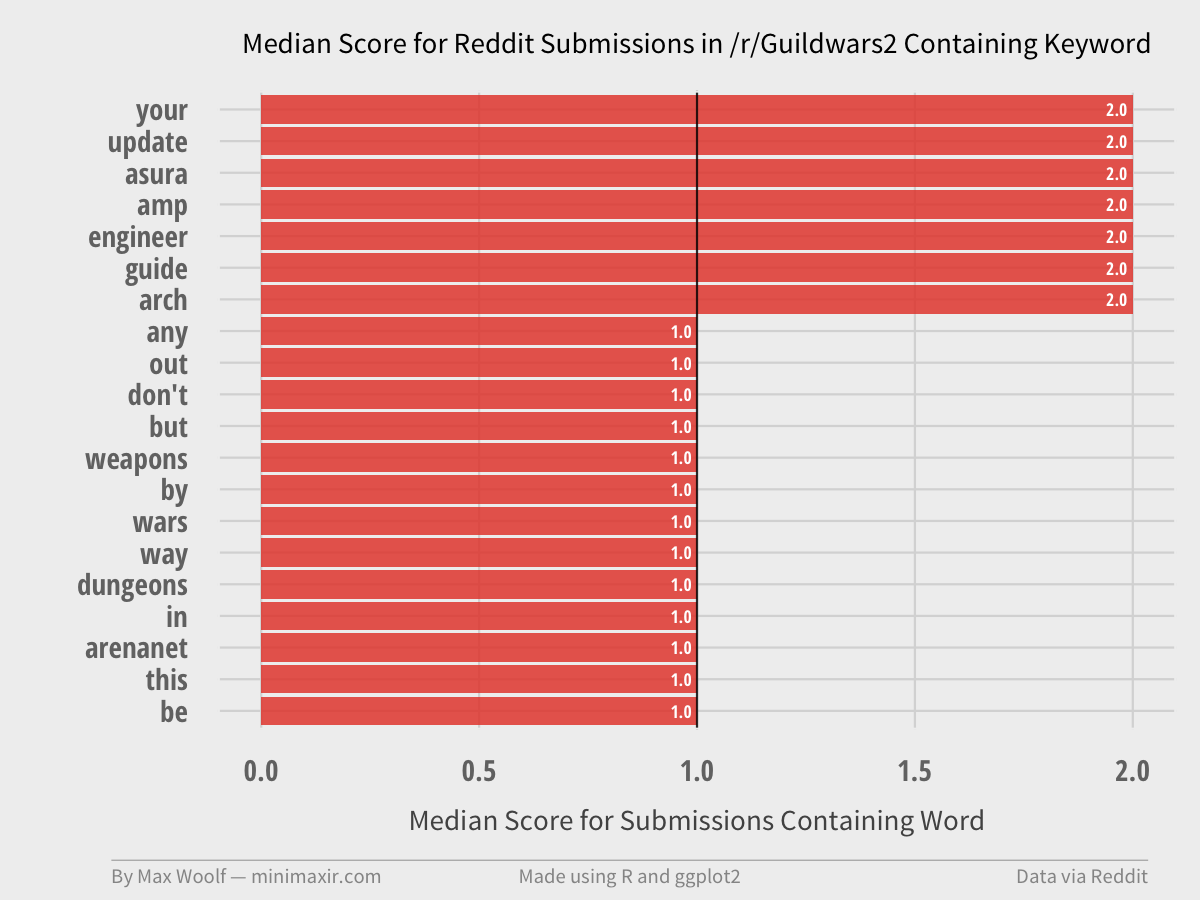 Median Score for Reddit Submissions in /r/Guildwars2 Containing Keyword
your 2.0
update 2.0
asura 2.0
amp 2.0
engineer 2.0
guide 2.0
arch 2.0
any 1.0
out 1.0
don't 1.0
but 1.0
weapons 1.0
by 1.0
wars 1.0
way 1.0
dungeons 1.0
in 1.0
arenanet 1.0
this 1.0
be 1.0
0.0 0.5 1.0 1.5 2.0
Median Score for Submissions Containing Word
By Max Woolf — minimaxir.com Made using R and ggplot2 Data via Reddit